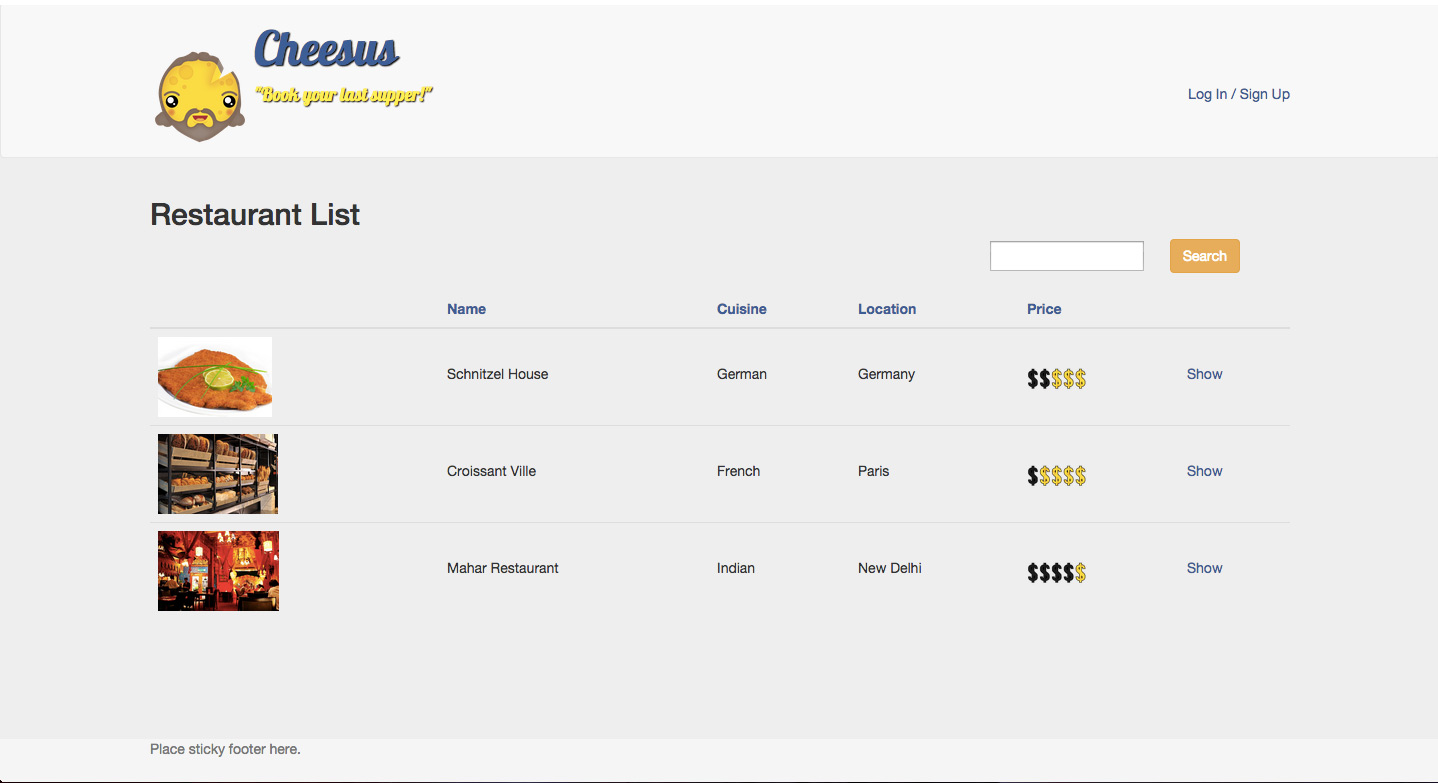 Cheesus
"Book your last supper!"
Log In / Sign Up
Restaurant List
Search
Name Cuisine Location Price
Schnitzel House German Germany $$$$$ Show
Croissant Ville French Paris $$$$$ Show
Mahar Restaurant Indian New Delhi $$$$$ Show
Place sticky footer here.